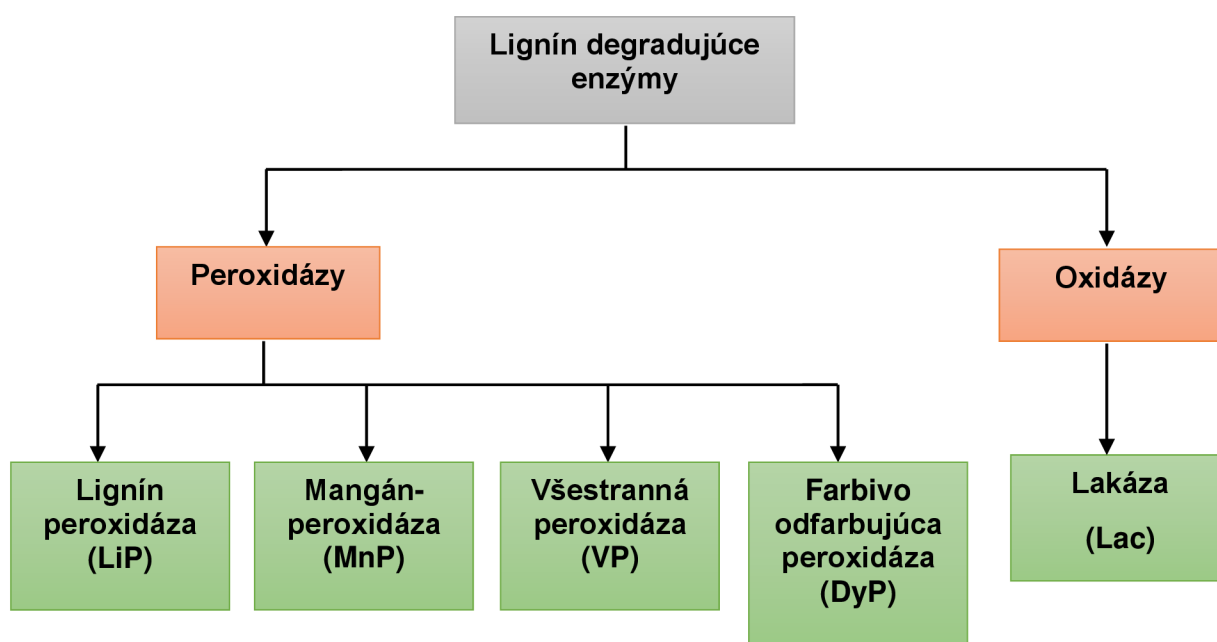 Lignín degradujúce
enzýmy
Peroxidázy
Oxidázy
Lignín
peroxidáza
(LiP)
Mangán-
peroxidáza
(MnP)
Všestranná
peroxidáza
(VP)
Farbivo
odfarbujúca
peroxidáza
(DyP)
Lakáza
(Lac)